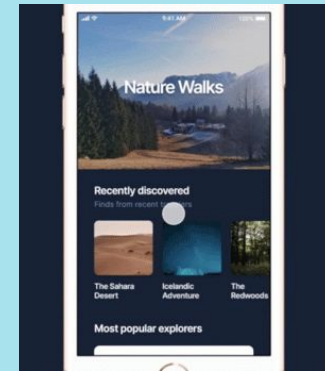 9:41 AM
100%
Nature Walks
Recently discovered
Finds from recent travelers
The Sahara
Desert
Icelandic
Adventure
The
Redwoods
Most popular explorers